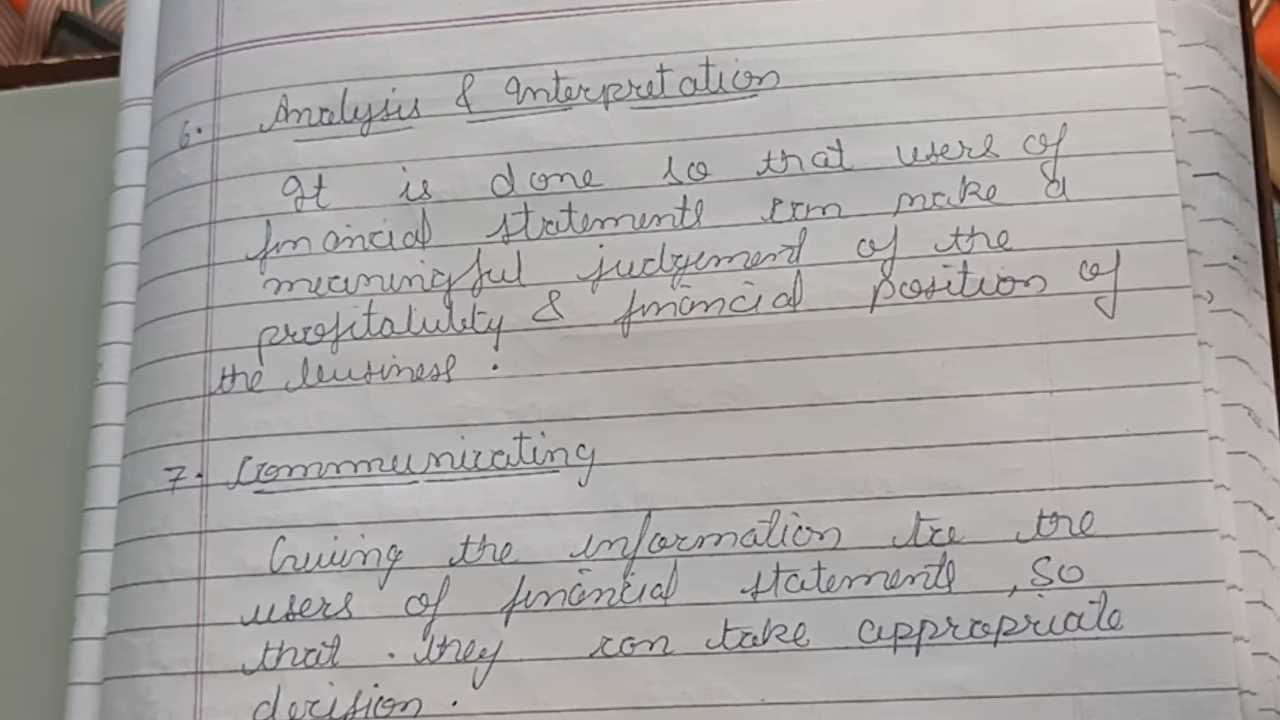 6. Analysis & Interpretation
It is done so that users of
financial statements can make a
meaningful judgement of the
profitability & financial position of
the business.
7. Communicating
Giving the information to the
users of financial statements, so
that they can take appropriate
decision.